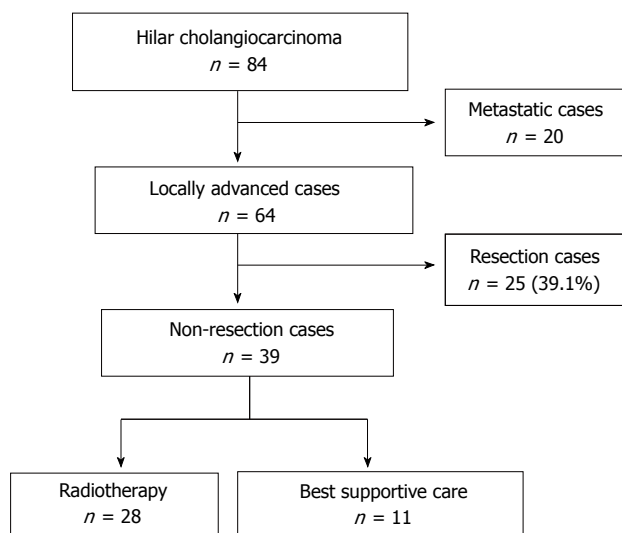 Hilar cholangiocarcinoma
n = 84
Metastatic cases
n = 20
Locally advanced cases
n = 64
Resection cases
n = 25 (39.1%)
Non-resection cases
n = 39
Radiotherapy
n = 28
Best supportive care
n = 11